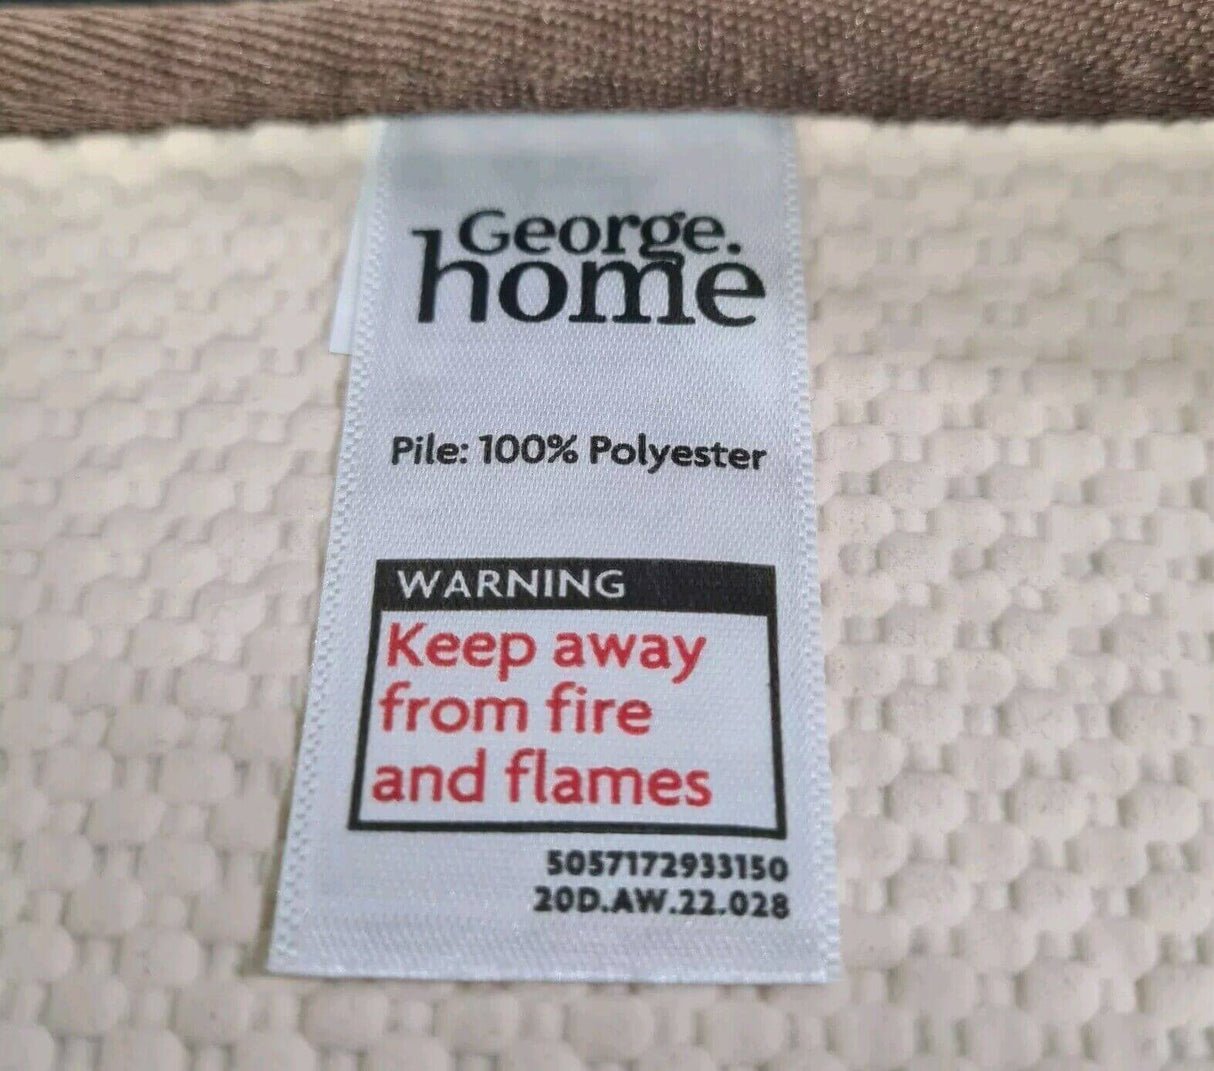 George.
home
Pile: 100% Polyester
WARNING
Keep away
from fire
and flames
5057172933150
20D.AW.22.028